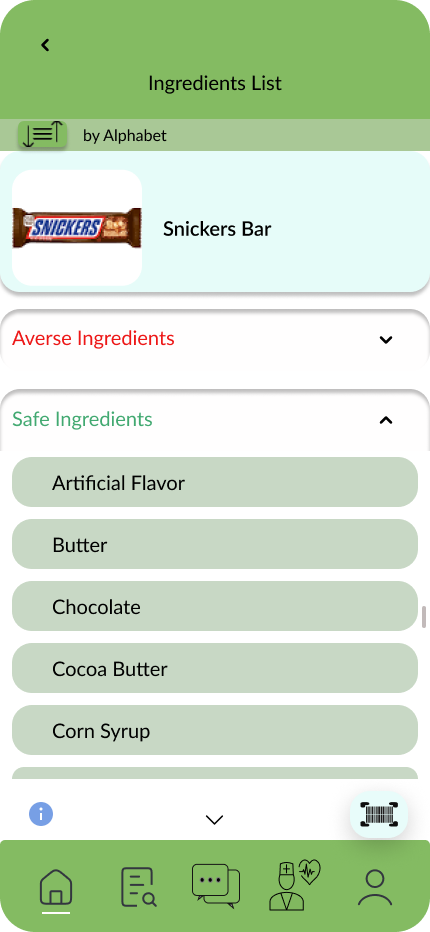 Ingredients List
by Alphabet
SNICKERS
Snickers Bar
Averse Ingredients
Safe Ingredients
Artificial Flavor
Butter
Chocolate
Cocoa Butter
Corn Syrup
i